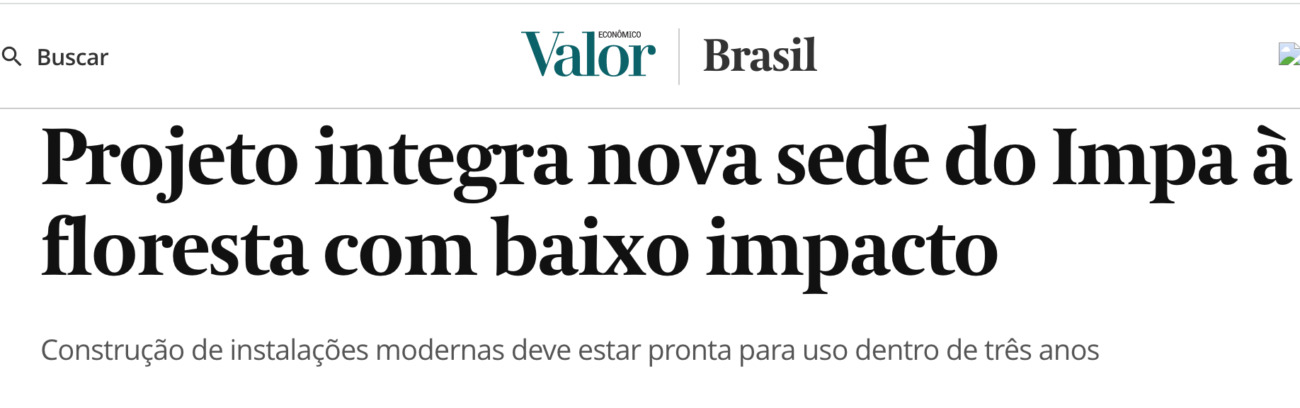 Buscar
Valor ECONÔMICO
Brasil
Projeto integra nova sede do Impa à
floresta com baixo impacto
Construção de instalações modernas deve estar pronta para uso dentro de três anos